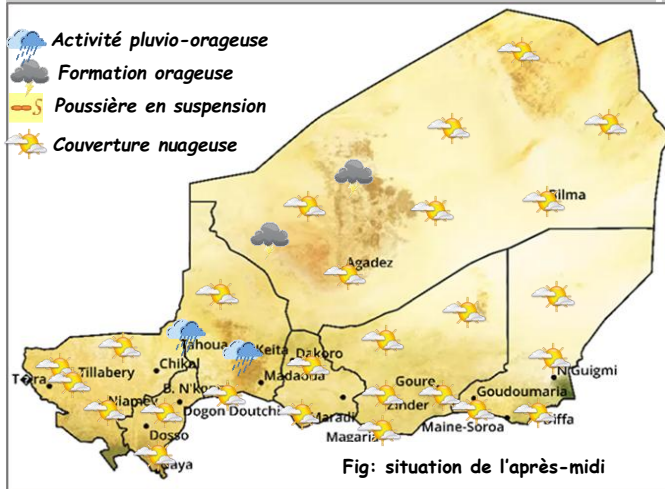 Activité pluvio-orageuse
Formation orageuse
S Poussière en suspension
Couverture nuageuse
Bilma
Agadez
Tahoua
Keita
Dakoro
N'Guigmi
Tillabery
Chikal
T�ra
Madaoua
Goure
Goudoumaria
Niamey
B. N'konni
Dogon Doutchi
Maradi
Zinder
Diffa
Dosso
Magaria
Maine-Soroa
Gaya
Fig: situation de l'après-midi